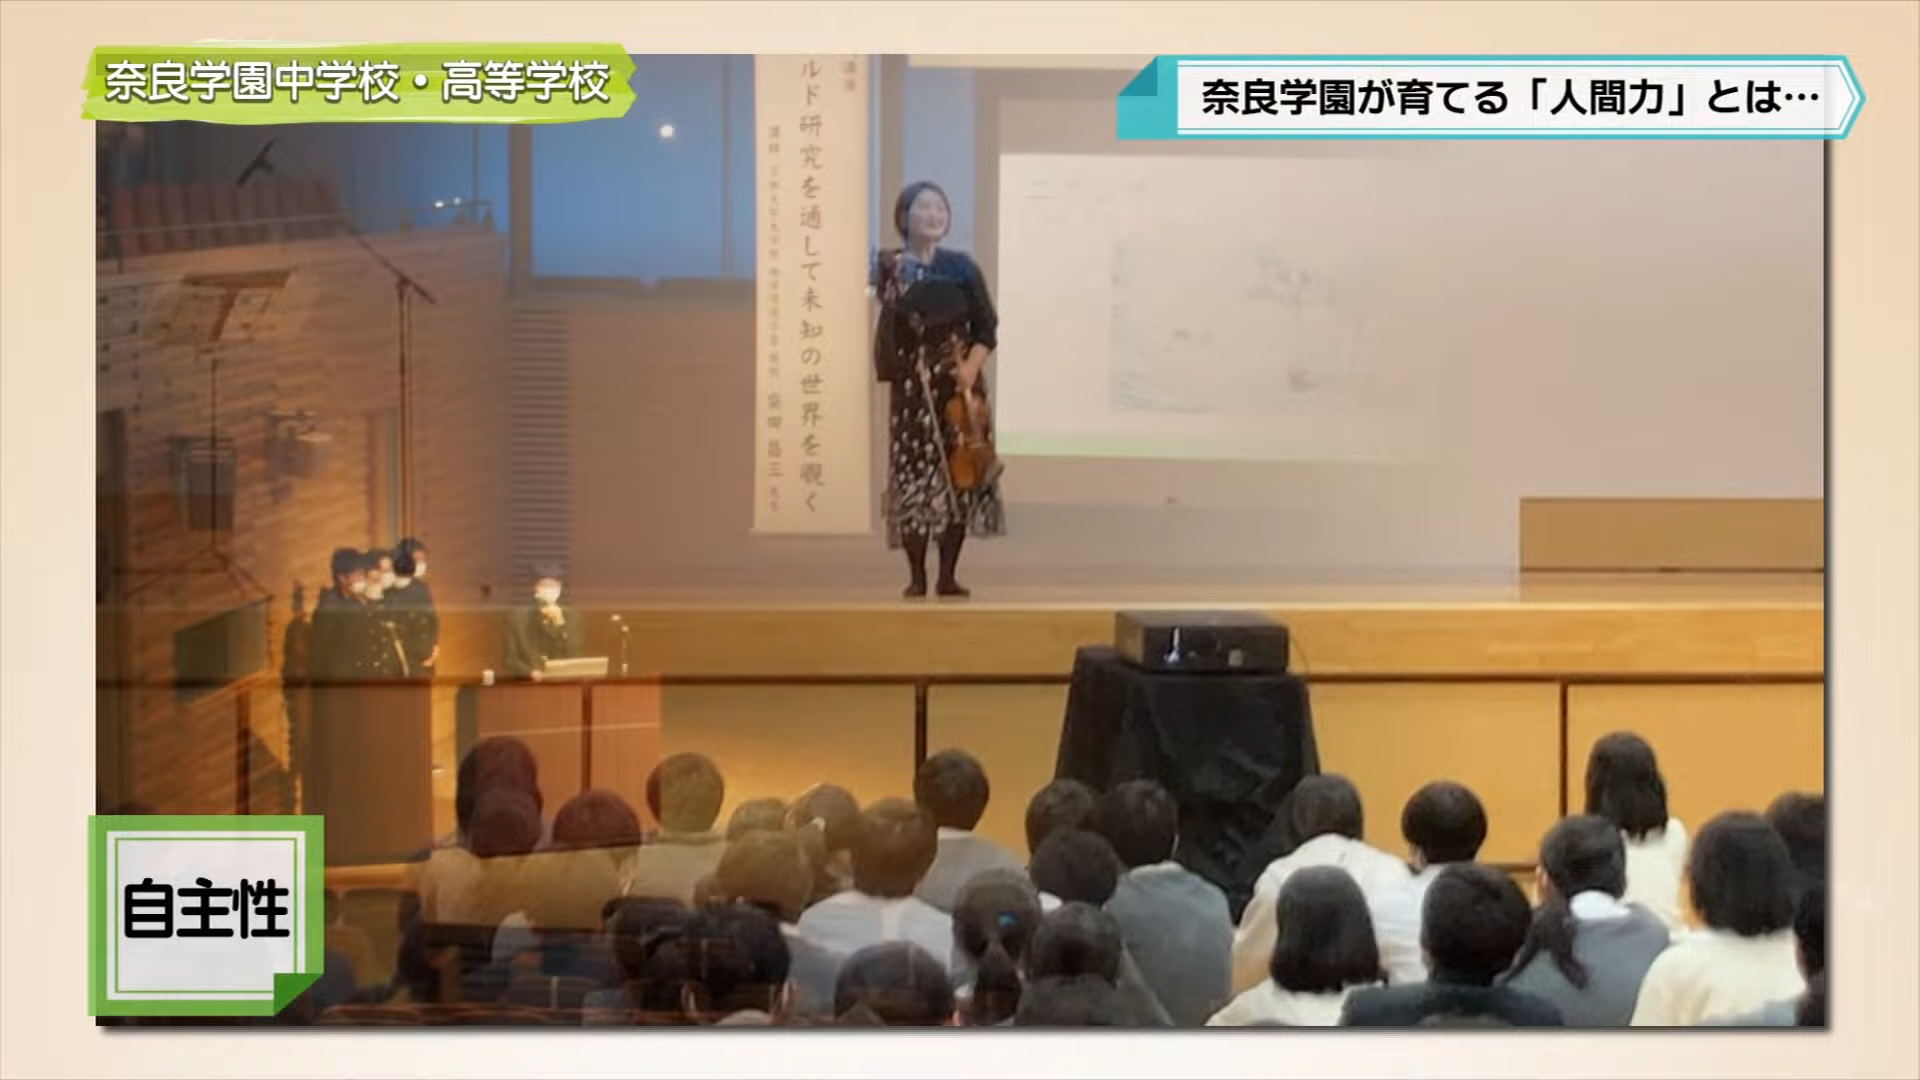 奈良学園中学校・高等学校
奈良学園が育てる「人間力」とは…
ルド研究を通して未知の世界を覗く
自主性